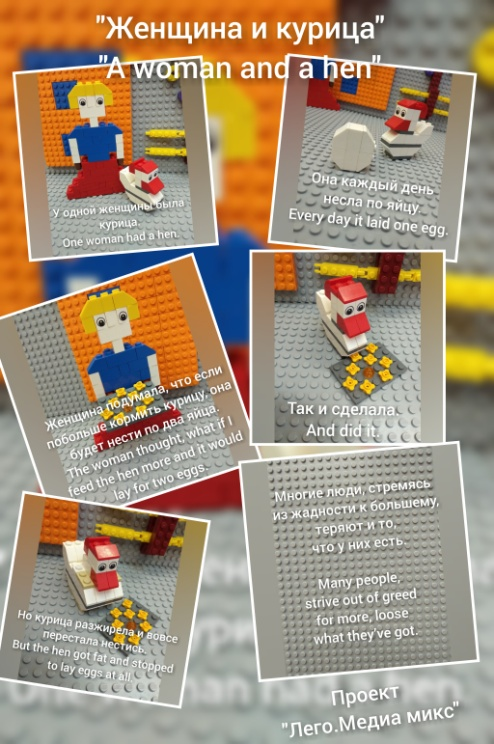 "Женщина и курица"
"A woman and a hen"
У одной женщины была
курица.
One woman had a hen.
Она каждый день
несла по яйцу.
Every day it laid one egg.
Женщина подумала, что если
побольше кормить курицу, она
будет нести по два яйца.
The woman thought, what if I
feed the hen more and it would
lay for two eggs.
Так и сделала.
And did it.
Но курица разжирела и вовсе
перестала нестись.
But the hen got fat and stopped
to lay eggs at all.
Многие люди, стремясь
из жадности к большему,
теряют и то,
что у них есть.
Many people,
strive out of greed
for more, loose
what they've got.
Проект
"Лего.Медиа микс"